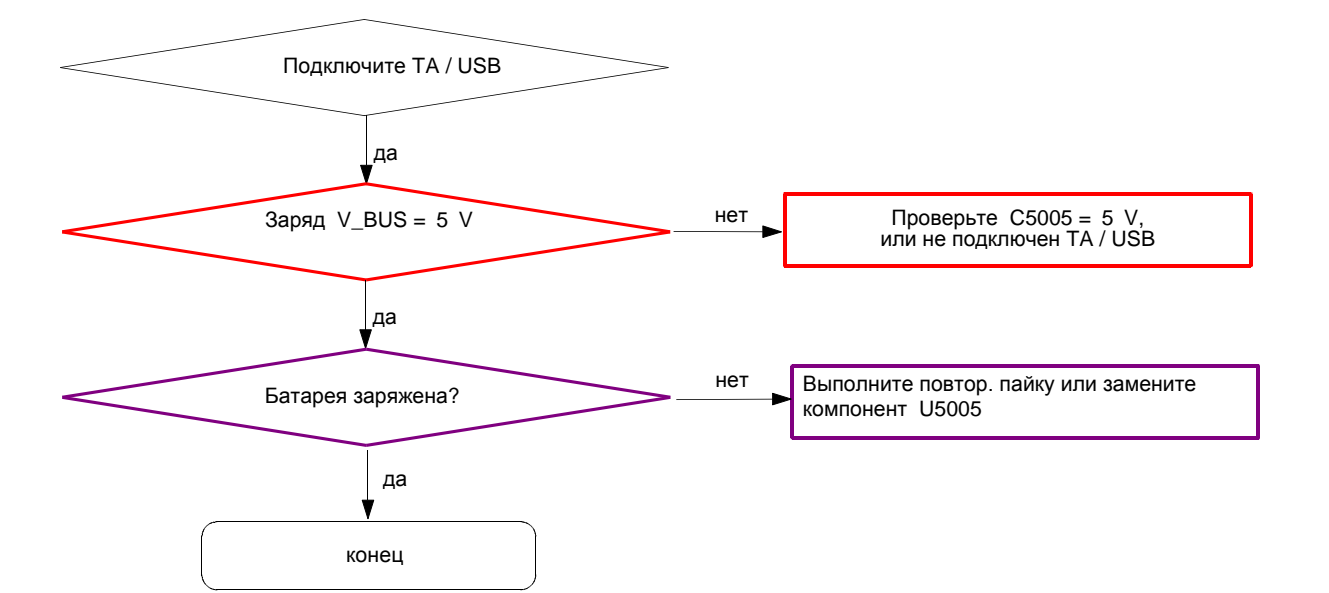 Подключите TA / USB
да
Заряд V_BUS = 5 V
нет
Проверьте C5005 = 5 V,
или не подключен TA / USB
да
Батарея заряжена?
нет
Выполните повтор. пайку или замените
компонент U5005
да
конец